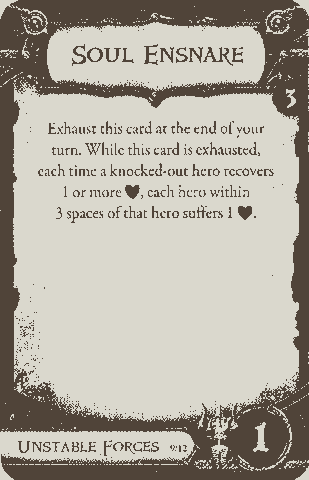 SOUL ENSNARE
3
Exhaust this card at the end of your
turn. While this card is exhausted,
each time a knocked-out hero recovers
1 or more ♥, each hero within
3 spaces of that hero suffers 1 ♥.
UNSTABLE FORCES 9/12
1